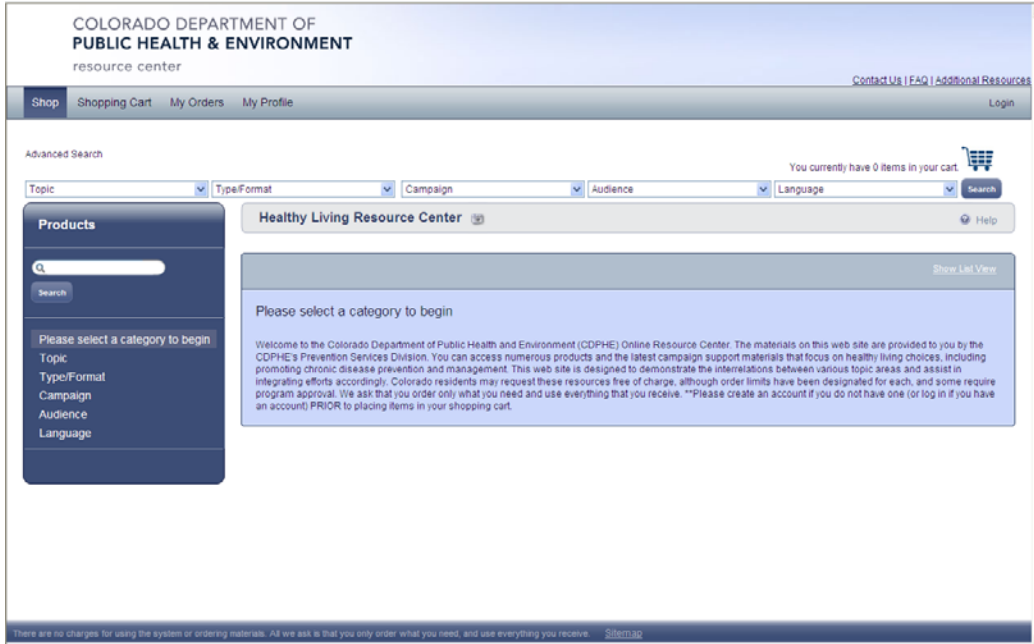 COLORADO DEPARTMENT OF
PUBLIC HEALTH & ENVIRONMENT
resource center
Contact Us | FAQ | Additional Resources
Shop Shopping Cart My Orders My Profile Login
Advanced Search
You currently have 0 items in your cart.
Topic Type/Format Campaign Audience Language Search
Products
Healthy Living Resource Center Help
Search
Show List View
Please select a category to begin
Welcome to the Colorado Department of Public Health and Environment (CDPHE) Online Resource Center. The materials on this web site are provided to you by the
CDPHE's Prevention Services Division. You can access numerous products and the latest campaign support materials that focus on healthy living choices, including
promoting chronic disease prevention and management. This web site is designed to demonstrate the interrelations between various topic areas and assist in
integrating efforts accordingly. Colorado residents may request these resources free of charge, although order limits have been designated for each, and some require
program approval. We ask that you order only what you need and use everything that you receive. **Please create an account if you do not have one (or log in if you have
an account) PRIOR to placing items in your shopping cart.
Please select a category to begin
Topic
Type/Format
Campaign
Audience
Language
There are no charges for using the system or ordering materials. All we ask is that you only order what you need, and use everything you receive. Sitemap